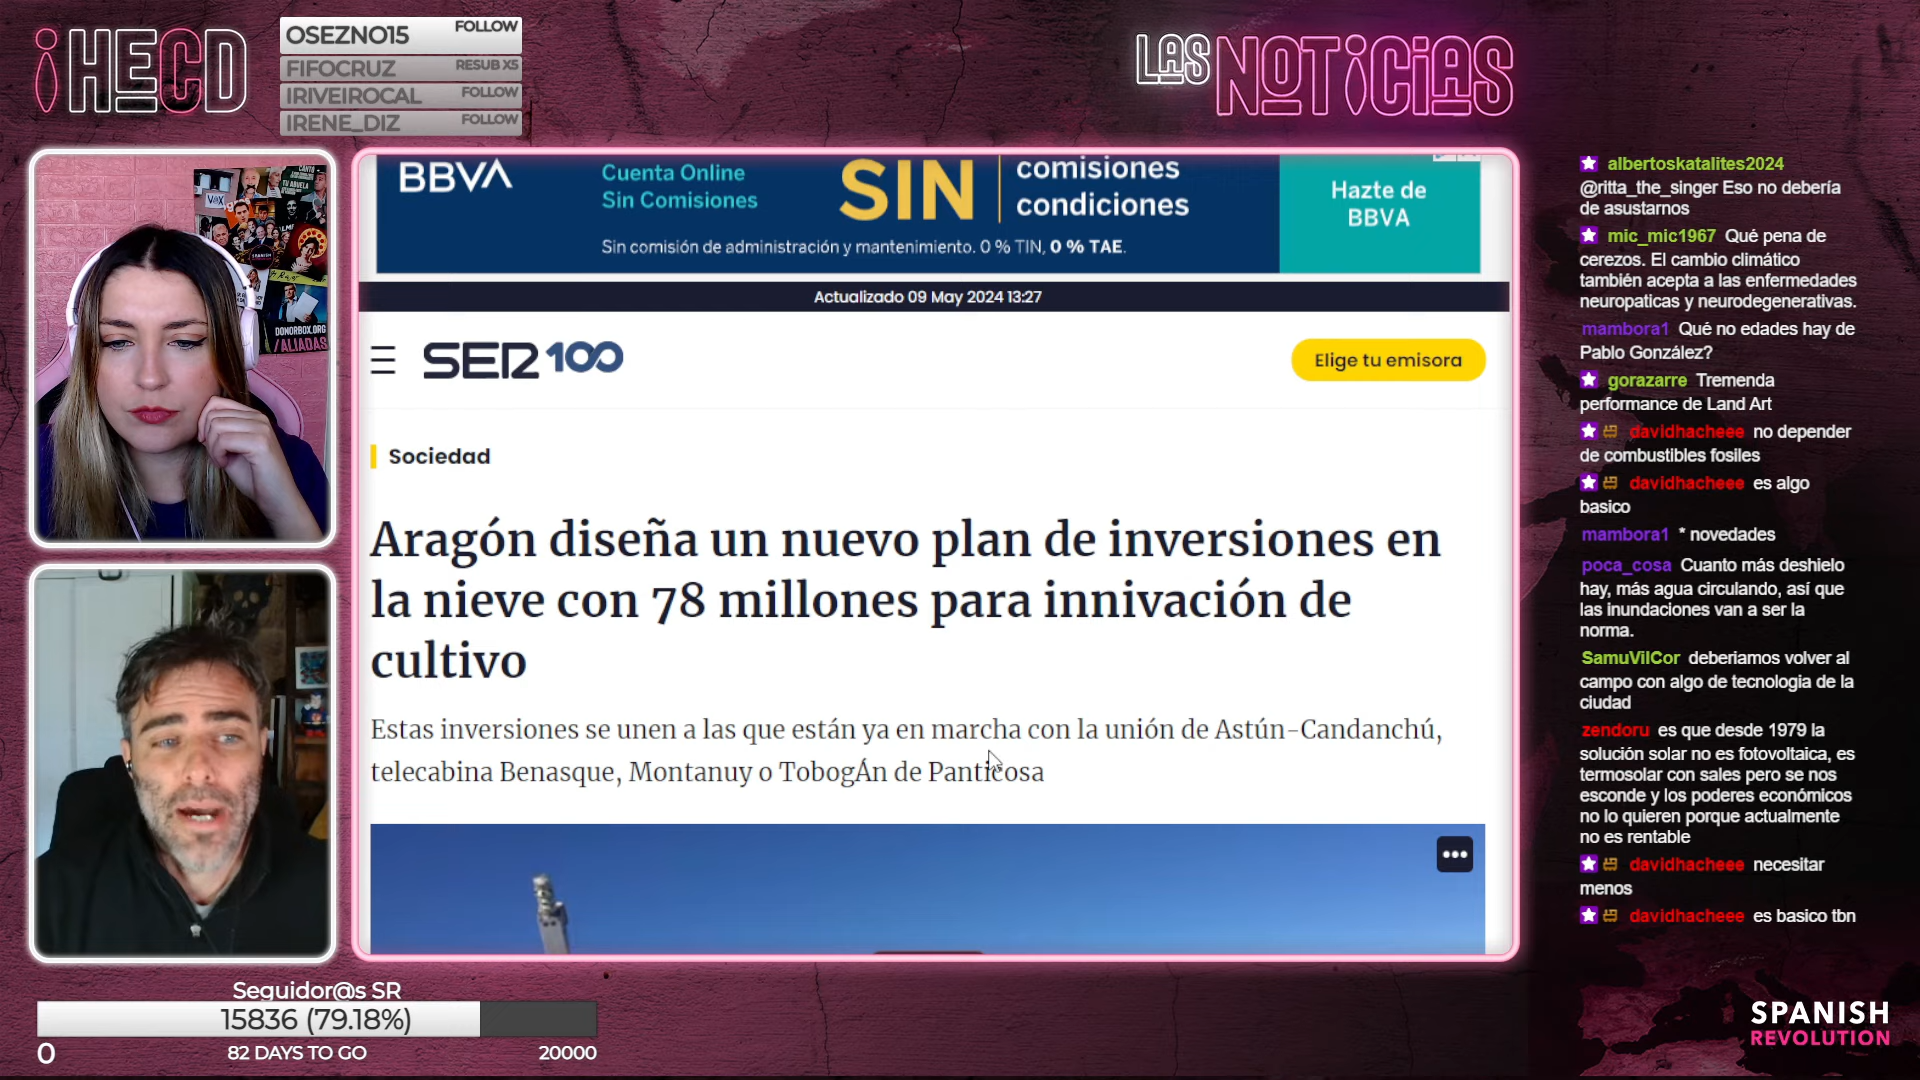 ¡HECD
OSEZNO15 FOLLOW
FIFOCRUZ RESUB X5
IRIVEIROCAL FOLLOW
IRENE_DIZ FOLLOW
LAS NOTICIAS
VOX
DONORBOX.ORG
/ALIADAS
BBVA
Cuenta Online
Sin Comisiones
SIN
comisiones
condiciones
Hazte de
BBVA
Sin comisión de administración y mantenimiento. 0 % TIN, 0 % TAE.
Actualizado 09 May 2024 13:27
SER 100
Elige tu emisora
Sociedad
Aragón diseña un nuevo plan de inversiones en
la nieve con 78 millones para innivación de
cultivo
Estas inversiones se unen a las que están ya en marcha con la unión de Astún-Candanchú,
telecabina Benasque, Montanuy o TobogÁn de Panticosa
albertoskatalites2024
@ritta_the_singer Eso no debería
de asustarnos
mic_mic1967 Qué pena de
cerezos. El cambio climático
también acepta a las enfermedades
neuropaticas y neurodegenerativas.
mambora1 Qué no edades hay de
Pablo González?
gorazarre Tremenda
performance de Land Art
davidhacheee no depender
de combustibles fosiles
davidhacheee es algo
basico
mambora1 * novedades
poca_cosa Cuanto más deshielo
hay, más agua circulando, así que
las inundaciones van a ser la
norma.
SamuVilCor deberiamos volver al
campo con algo de tecnologia de la
ciudad
zendoru es que desde 1979 la
solución solar no es fotovoltaica, es
termosolar con sales pero se nos
esconde y los poderes económicos
no lo quieren porque actualmente
no es rentable
davidhacheee necesitar
menos
davidhacheee es basico tbn
Seguidor@s SR
15836 (79.18%)
0
82 DAYS TO GO
20000
SPANISH
REVOLUTION